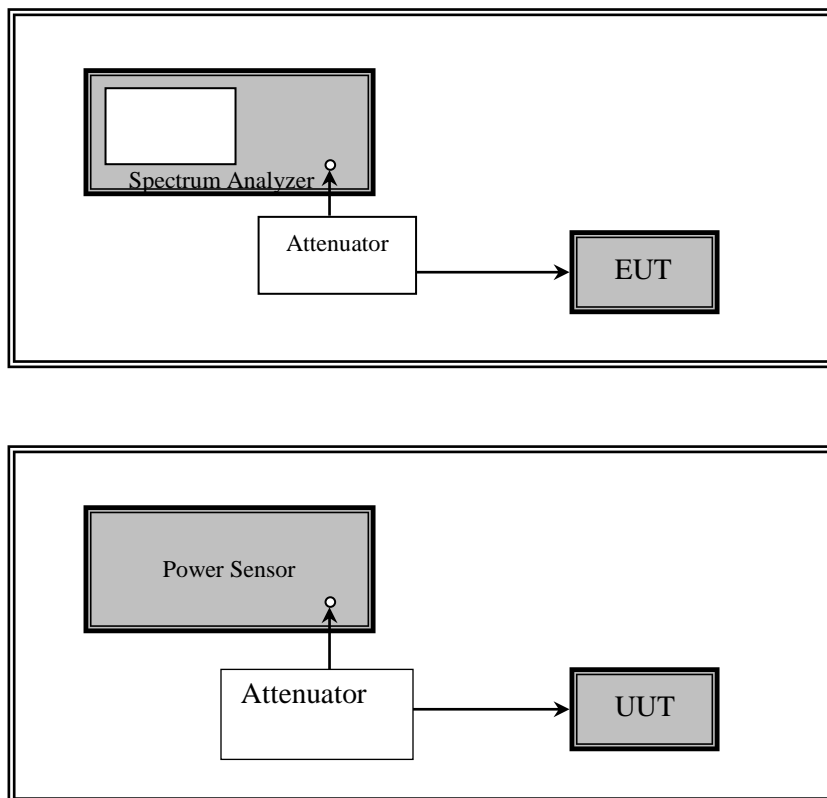 Spectrum Analyzer
Attenuator
EUT
Power Sensor
Attenuator
UUT